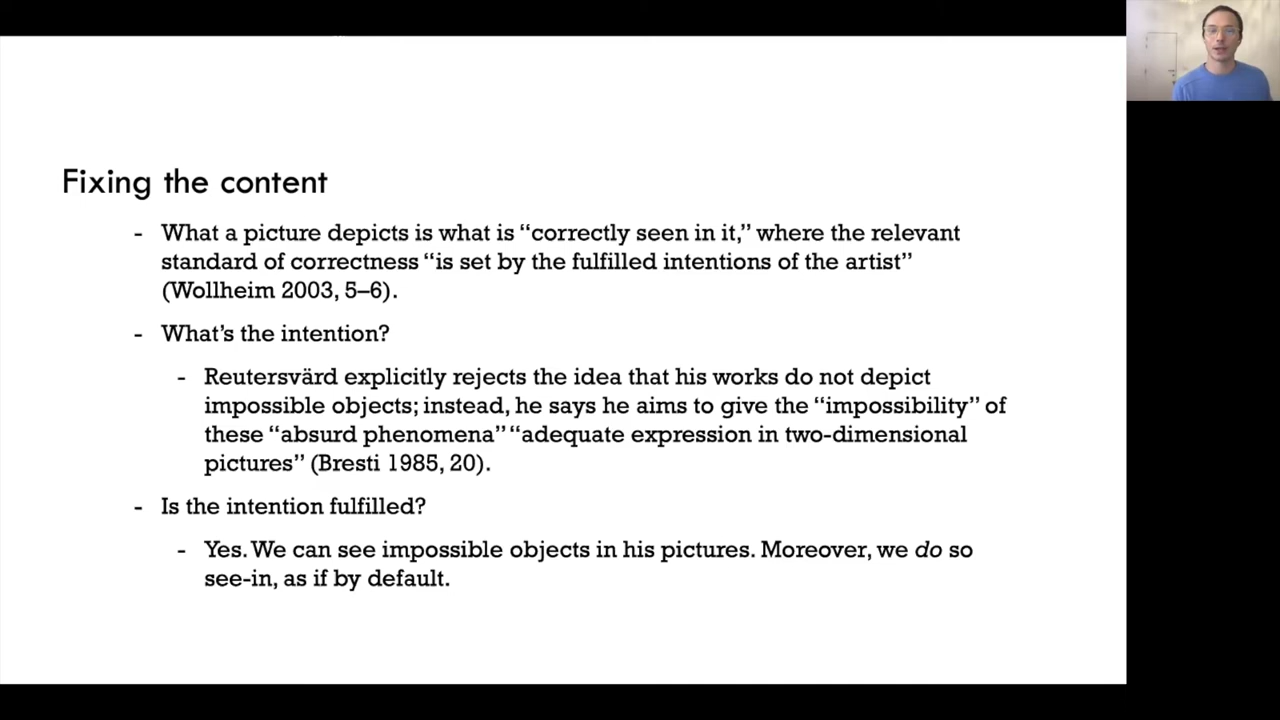 Fixing the content
- What a picture depicts is what is “correctly seen in it,” where the relevant
standard of correctness “is set by the fulfilled intentions of the artist”
(Wollheim 2003, 5–6).
- What’s the intention?
- Reutersvärd explicitly rejects the idea that his works do not depict
impossible objects; instead, he says he aims to give the “impossibility” of
these “absurd phenomena” “adequate expression in two-dimensional
pictures” (Bresti 1985, 20).
- Is the intention fulfilled?
- Yes. We can see impossible objects in his pictures. Moreover, we do so
see-in, as if by default.